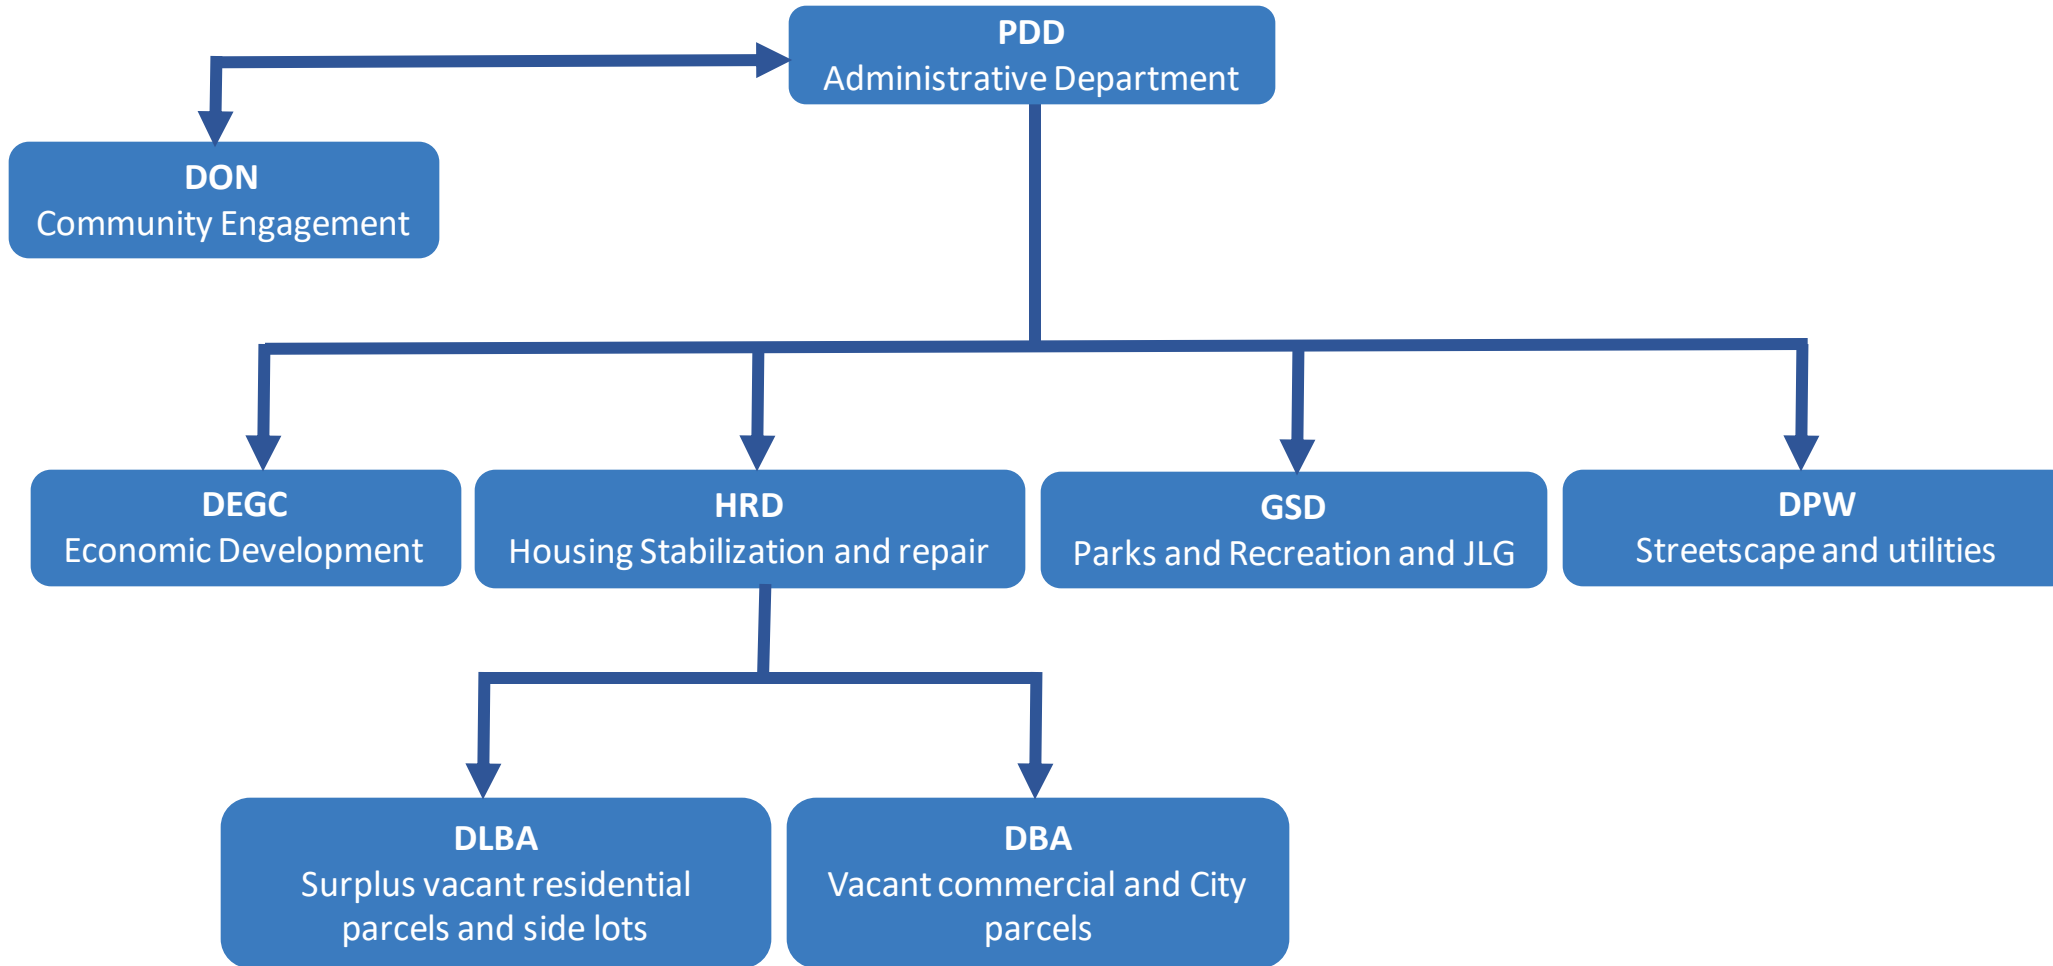 PDD
Administrative Department
DON
Community Engagement
DEGC
Economic Development
HRD
Housing Stabilization and repair
GSD
Parks and Recreation and JLG
DPW
Streetscape and utilities
DLBA
Surplus vacant residential
parcels and side lots
DBA
Vacant commercial and City
parcels